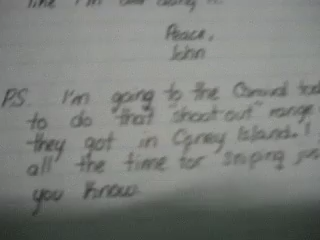 line I'm
Peace,
John
P.S. I'm going to the Carnival
to do that "shoot-out" range
they got in Coney Island. I
all the time for sniping
you know